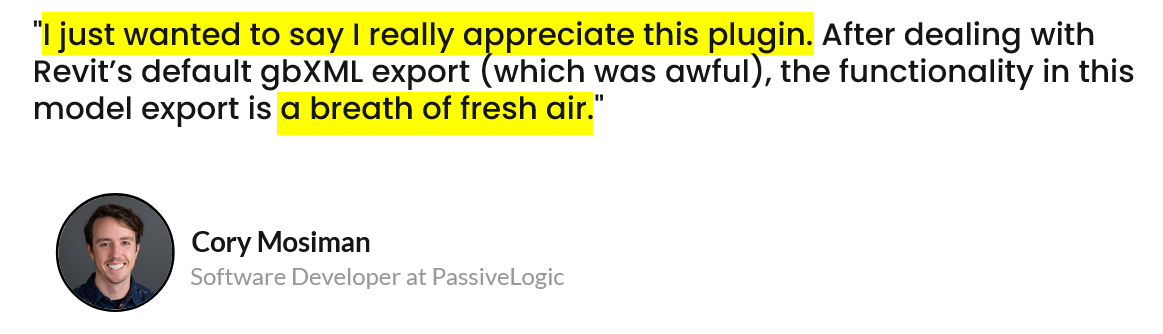 "I just wanted to say I really appreciate this plugin. After dealing with
Revit’s default gbXML export (which was awful), the functionality in this
model export is a breath of fresh air."
Cory Mosiman
Software Developer at PassiveLogic